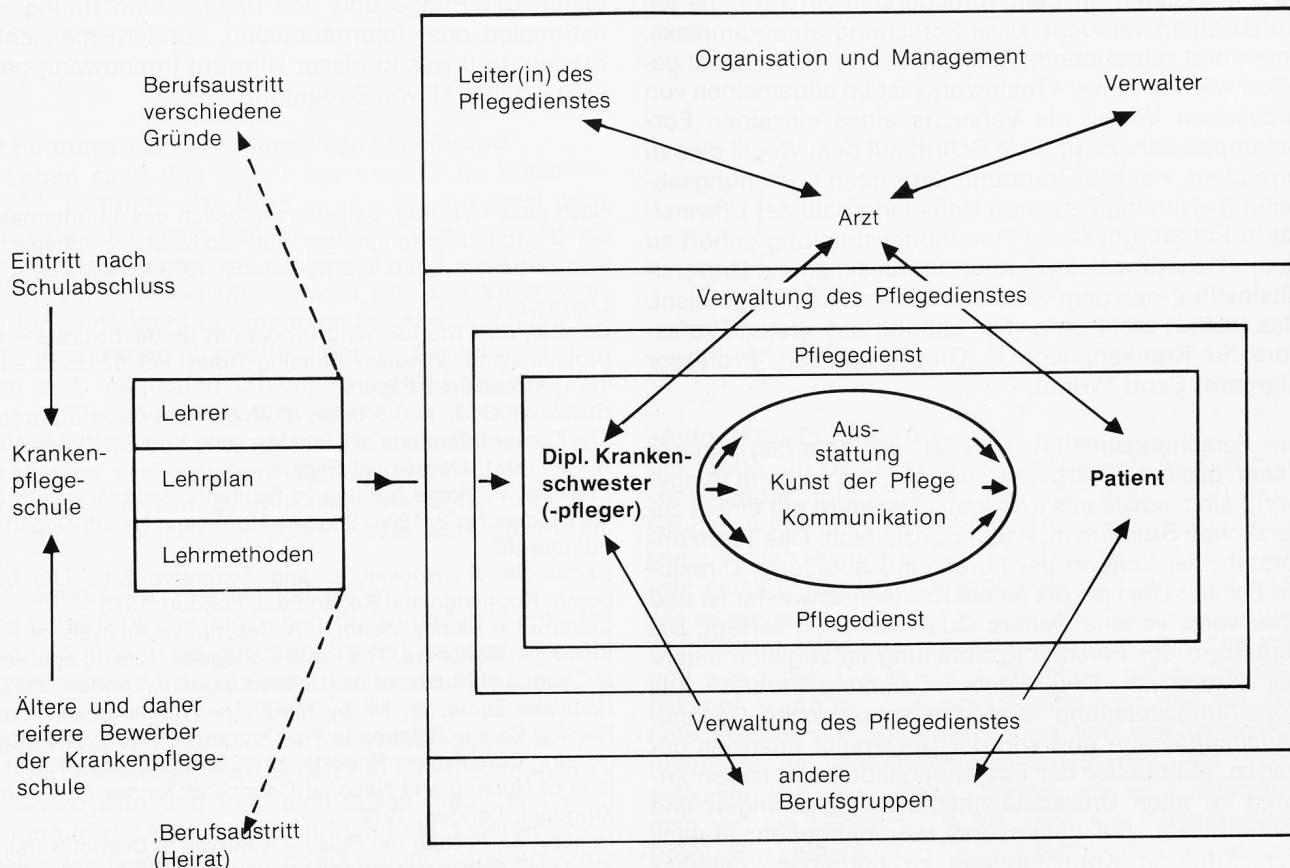 Berufsaustritt
verschiedene
Gründe
Eintritt nach
Schulabschluss
Kranken-
pflege-
schule
Ältere und daher
reifere Bewerber
der Krankenpflege-
schule
Lehrer
Lehrplan
Lehrmethoden
Berufsaustritt
(Heirat)
Organisation und Management
Leiter(in) des
Pflegedienstes
Verwalter
Arzt
Verwaltung des Pflegedienstes
Pflegedienst
Dipl. Kranken-
schwester
(-pfleger)
Aus-
stattung
Kunst der Pflege
Kommunikation
Patient
Pflegedienst
Verwaltung des Pflegedienstes
andere
Berufsgruppen